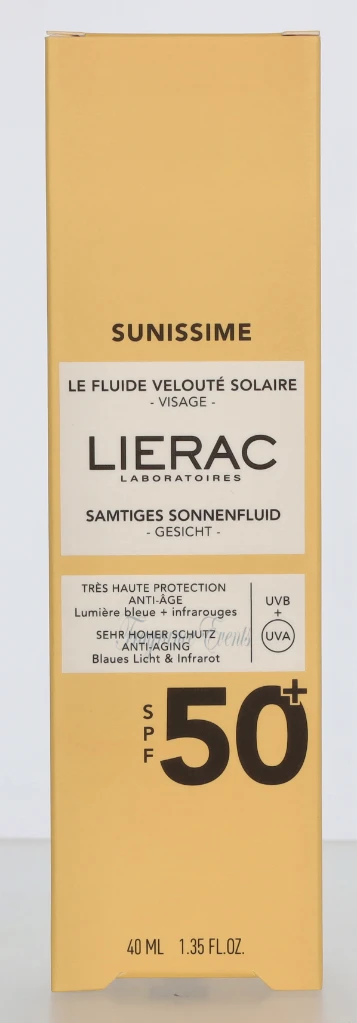 SUNISSIME
LE FLUIDE VELOUTÉ SOLAIRE
- VISAGE -
LIERAC
LABORATOIRES
SAMTIGES SONNENFLUID
- GESICHT -
TRÈS HAUTE PROTECTION
ANTI-ÂGE
Lumière bleue + infrarouges
SEHR HOHER SCHUTZ
ANTI-AGING
Blaues Licht & Infrarot
UVB
+
UVA
SPF
50+
40 ML 1.35 FL.OZ.